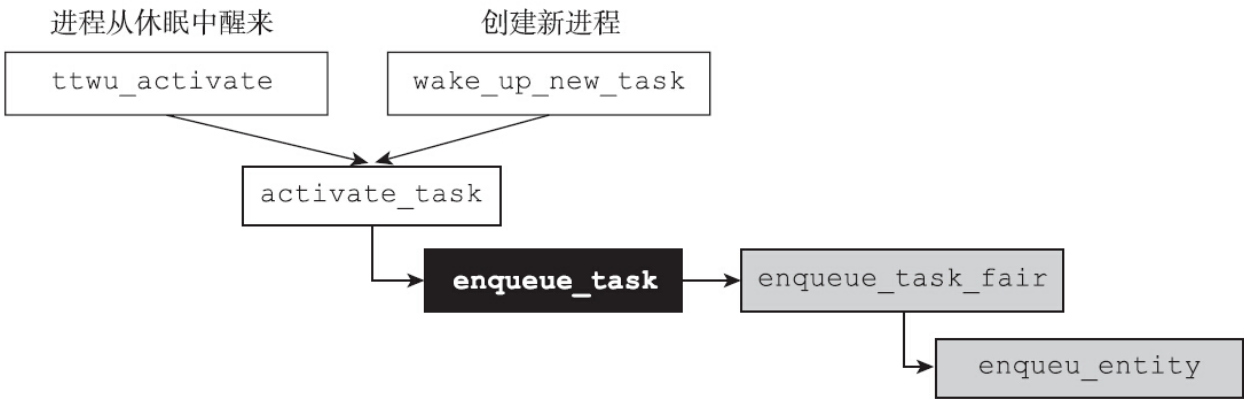 进程从休眠中醒来
创建新进程
ttwu_activate
wake_up_new_task
activate_task
enqueue_task
enqueue_task_fair
enqueu_entity